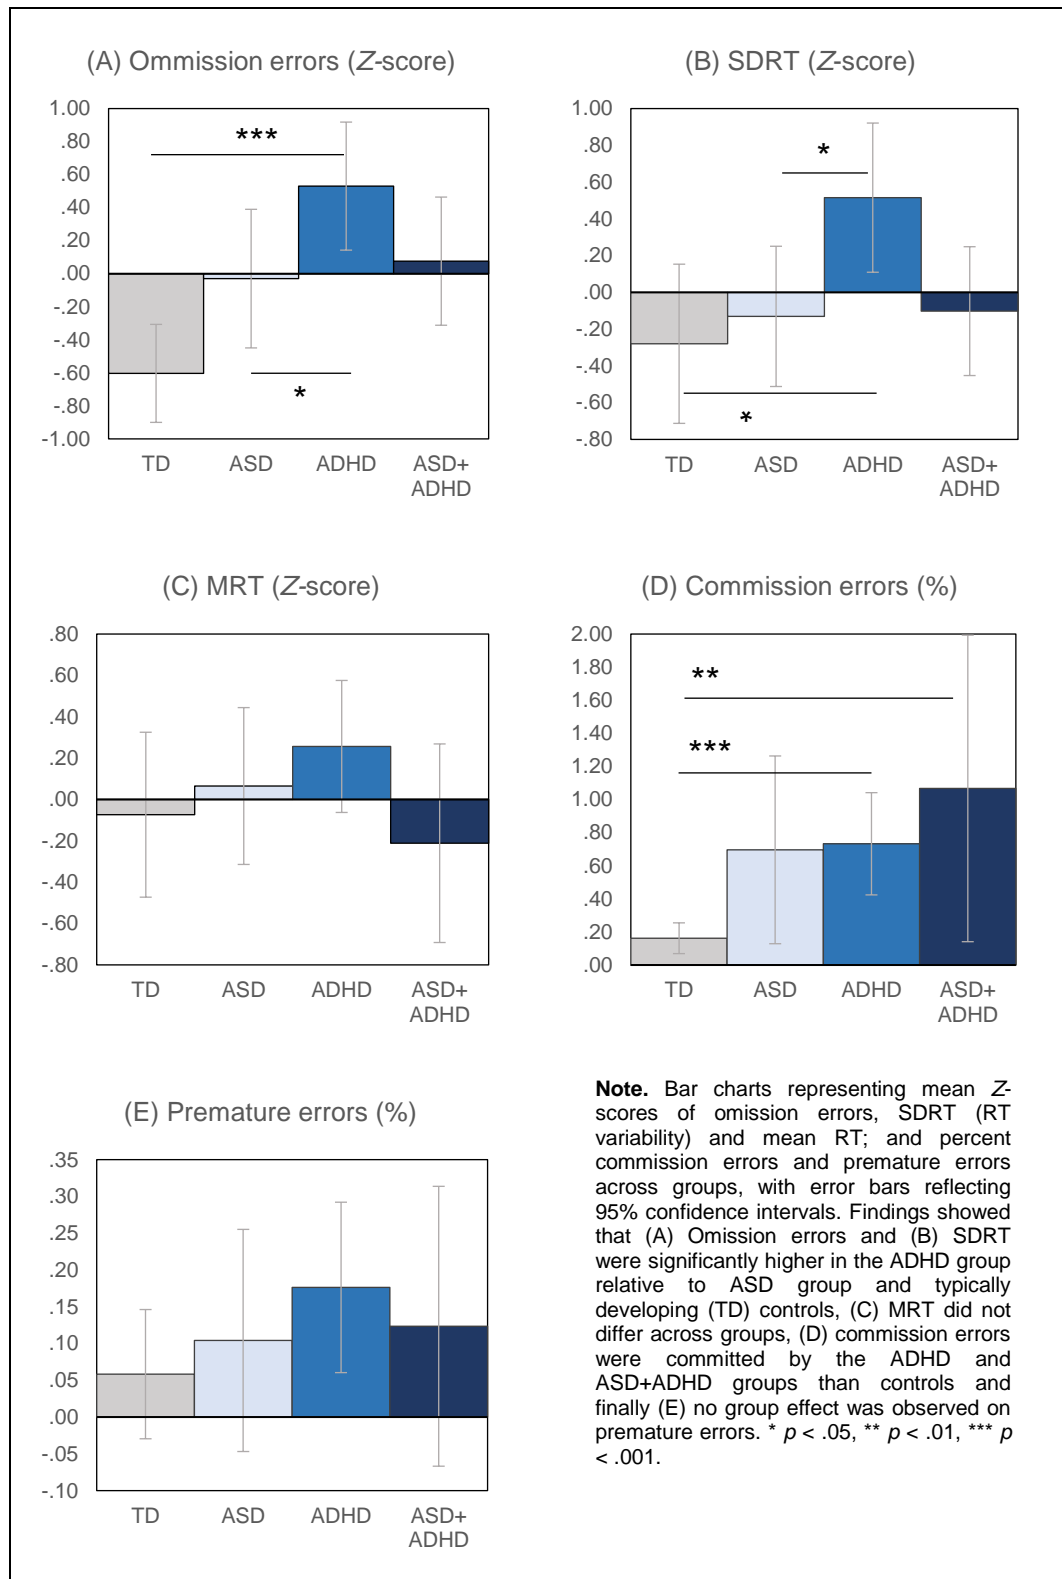 (A) Ommission errors (Z-score)
1.00
.80
.60
.40
.20
.00
-.20
-.40
-.60
-.80
-1.00
***
*
TD ASD ADHD ASD+
ADHD
(B) SDRT (Z-score)
1.00
.80
.60
.40
.20
.00
-.20
-.40
-.60
-.80
*
*
TD ASD ADHD ASD+
ADHD
(C) MRT (Z-score)
.80
.60
.40
.20
.00
-.20
-.40
-.60
-.80
TD ASD ADHD ASD+
ADHD
(D) Commission errors (%)
2.00
1.80
1.60
1.40
1.20
1.00
.80
.60
.40
.20
.00
**
***
TD ASD ADHD ASD+
ADHD
(E) Premature errors (%)
.35
.30
.25
.20
.15
.10
.05
.00
-.05
-.10
TD ASD ADHD ASD+
ADHD
Note. Bar charts representing mean Z-
scores of omission errors, SDRT (RT
variability) and mean RT; and percent
commission errors and premature errors
across groups, with error bars reflecting
95% confidence intervals. Findings showed
that (A) Omission errors and (B) SDRT
were significantly higher in the ADHD group
relative to ASD group and typically
developing (TD) controls, (C) MRT did not
differ across groups, (D) commission errors
were committed by the ADHD and
ASD+ADHD groups than controls and
finally (E) no group effect was observed on
premature errors. * p < .05, ** p < .01, *** p
< .001.